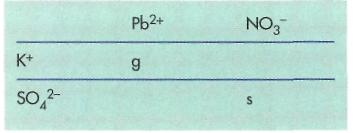 Pb²⁺ NO₃⁻
K⁺ g
SO₄²⁻ s